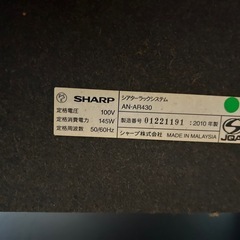 SHARP
シアターラックシステム
AN-AR430
定格電圧 100V
定格消費電力 145W
定格周波数 50/60Hz
製造番号 01221191 : 2010 年製
シャープ株式会社 MADE IN MALAYSIA
JQA